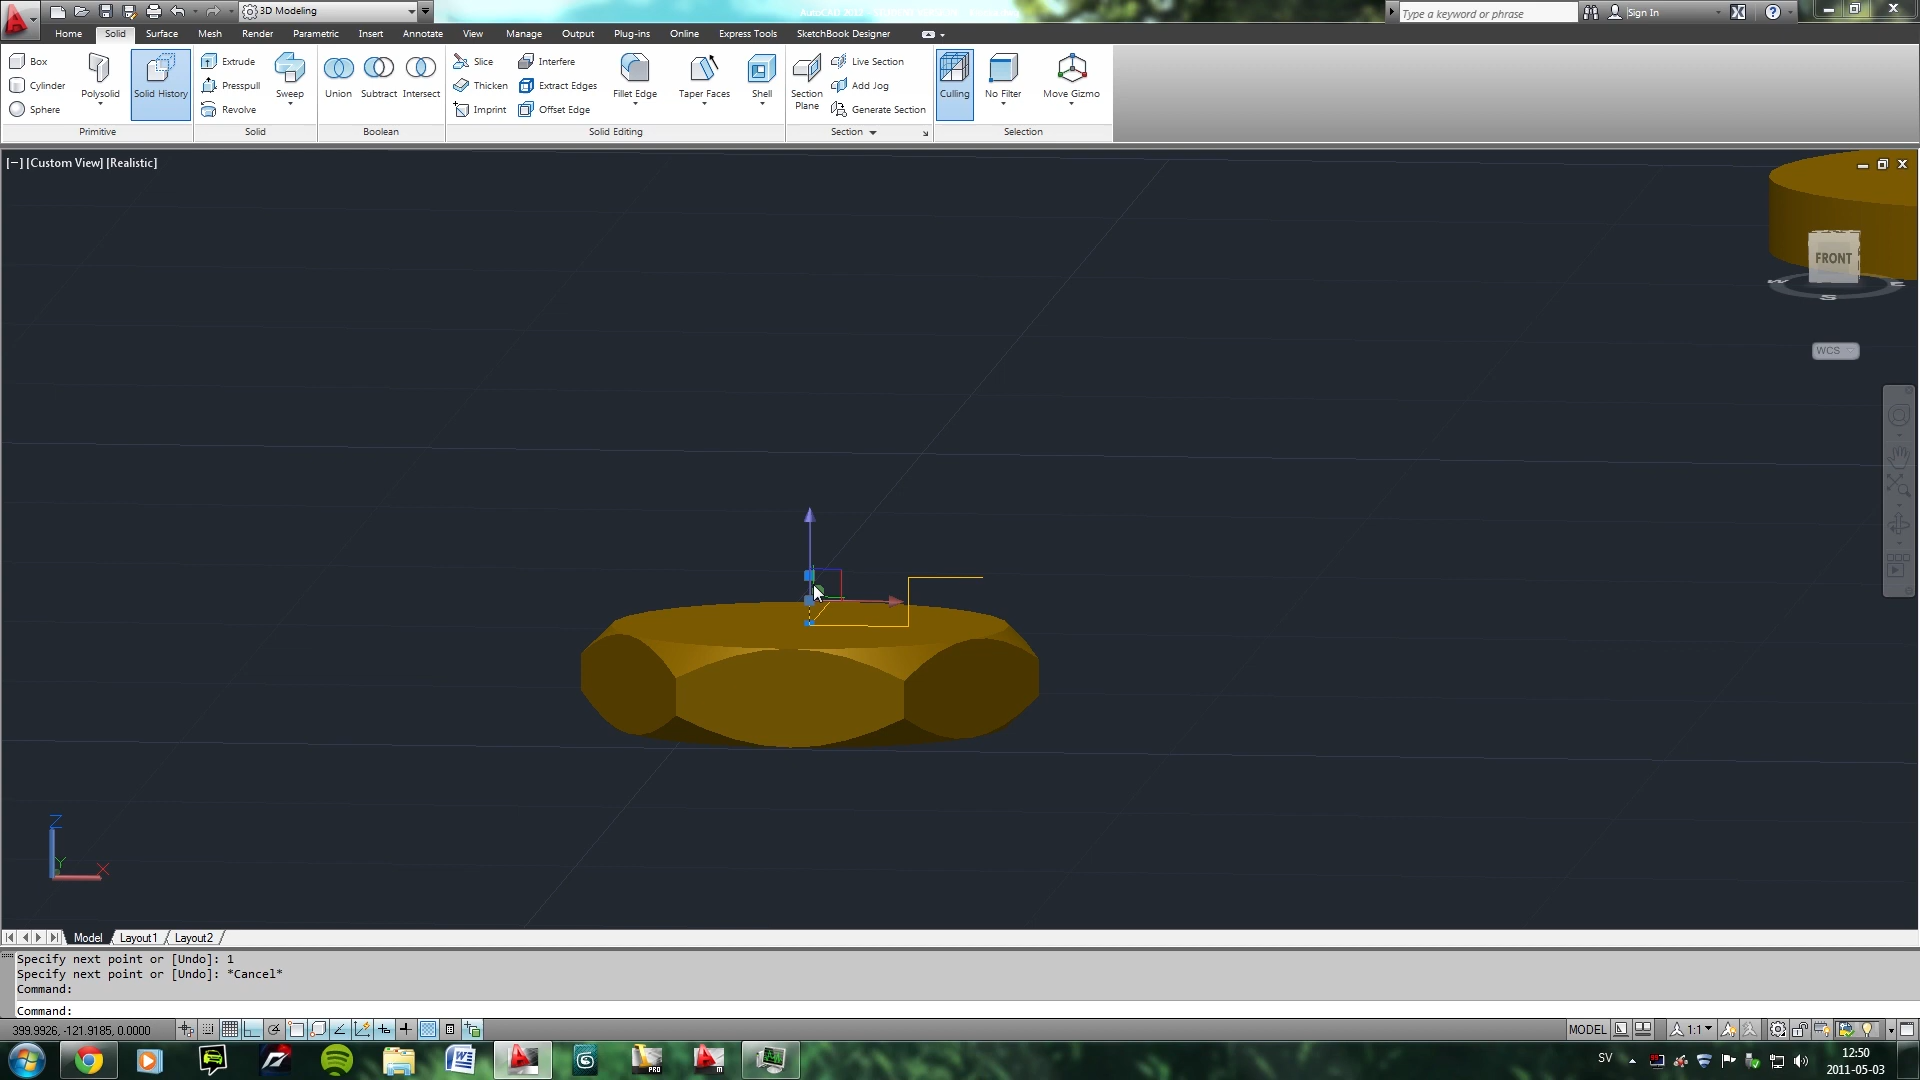 3D Modeling
AutoCAD 2012
Type a keyword or phrase
Sign In
Home Solid Surface Mesh Render Parametric Insert Annotate View Manage Output Plug-ins Online Express Tools SketchBook Designer
Box
Cylinder
Sphere
Polysolid
Solid History
Primitive
Extrude
Presspull
Revolve
Sweep
Solid
Union
Subtract
Intersect
Boolean
Slice
Thicken
Imprint
Interfere
Extract Edges
Offset Edge
Fillet Edge
Taper Faces
Shell
Solid Editing
Section
Plane
Live Section
Add Jog
Generate Section
Section
Culling
No Filter
Move Gizmo
Selection
[−] [Custom View] [Realistic]
FRONT
W
S
E
WCS
Z
Y
X
Model Layout1 Layout2
Specify next point or [Undo]: 1
Specify next point or [Undo]: *Cancel*
Command:
Command:
399.9926, -121.9185, 0.0000
MODEL
1:1
PRO
m
SV
12:50
2011-05-03